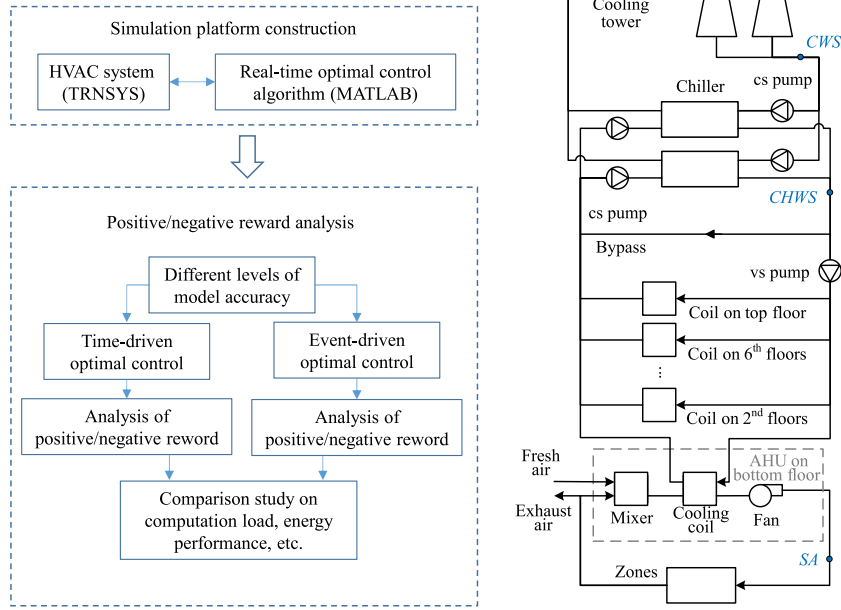 Simulation platform construction
HVAC system
(TRNSYS)
Real-time optimal control
algorithm (MATLAB)
Positive/negative reward analysis
Different levels of
model accuracy
Time-driven
optimal control
Event-driven
optimal control
Analysis of
positive/negative reword
Analysis of
positive/negative reword
Comparison study on
computation load, energy
performance, etc.
Cooling
tower
CWS
cs pump
Chiller
cs pump
CHWS
Bypass
vs pump
Coil on top floor
Coil on 6th floors
...
Coil on 2nd floors
AHU on
bottom floor
Fresh
air
Exhaust
air
Mixer
Cooling
coil
Fan
SA
Zones